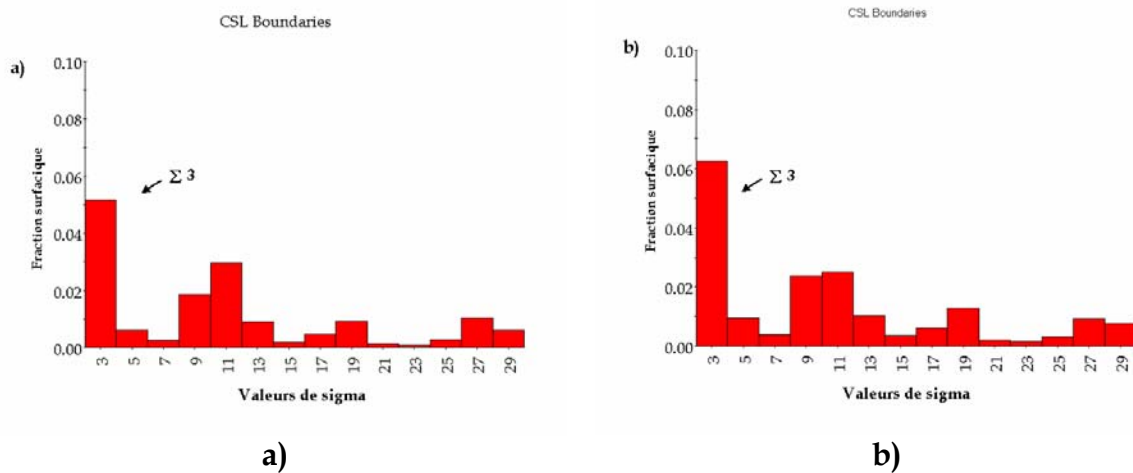 CSL Boundaries
a)
0.10
0.08
0.06
0.04
0.02
0.00
Fraction surfacique
Σ 3
3 5 7 9 11 13 15 17 19 21 23 25 27 29
Valeurs de sigma
a)
CSL Boundaries
b)
0.10
0.08
0.06
0.04
0.02
0.00
Fraction surfacique
Σ 3
3 5 7 9 11 13 15 17 19 21 23 25 27 29
Valeurs de sigma
b)